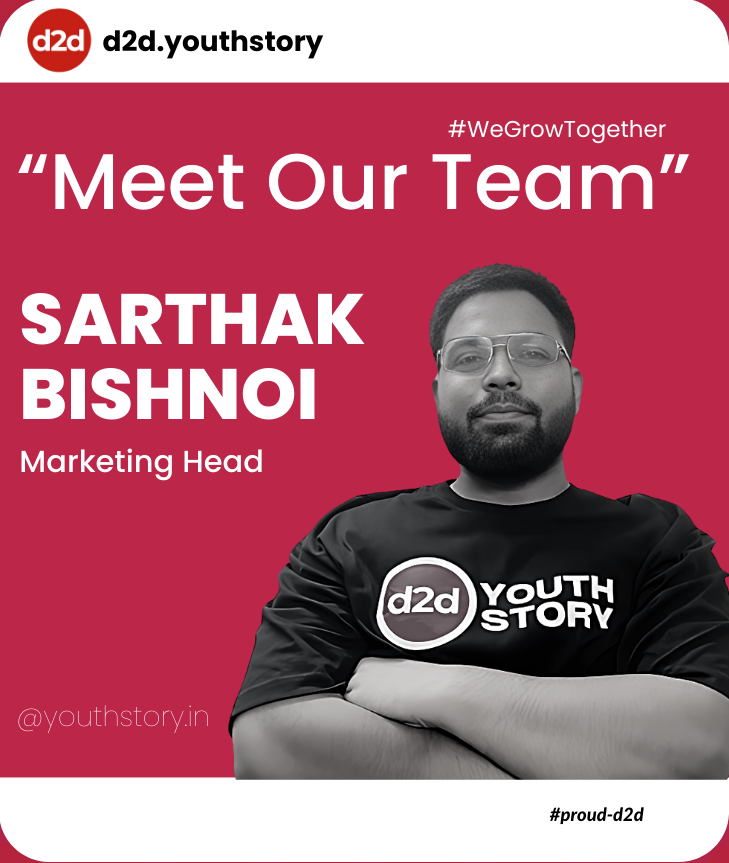 d2d d2d.youthstory
#WeGrowTogether
“Meet Our Team”
SARTHAK
BISHNOI
Marketing Head
d2d YOUTH
STORY
@youthstory.in
#proud-d2d